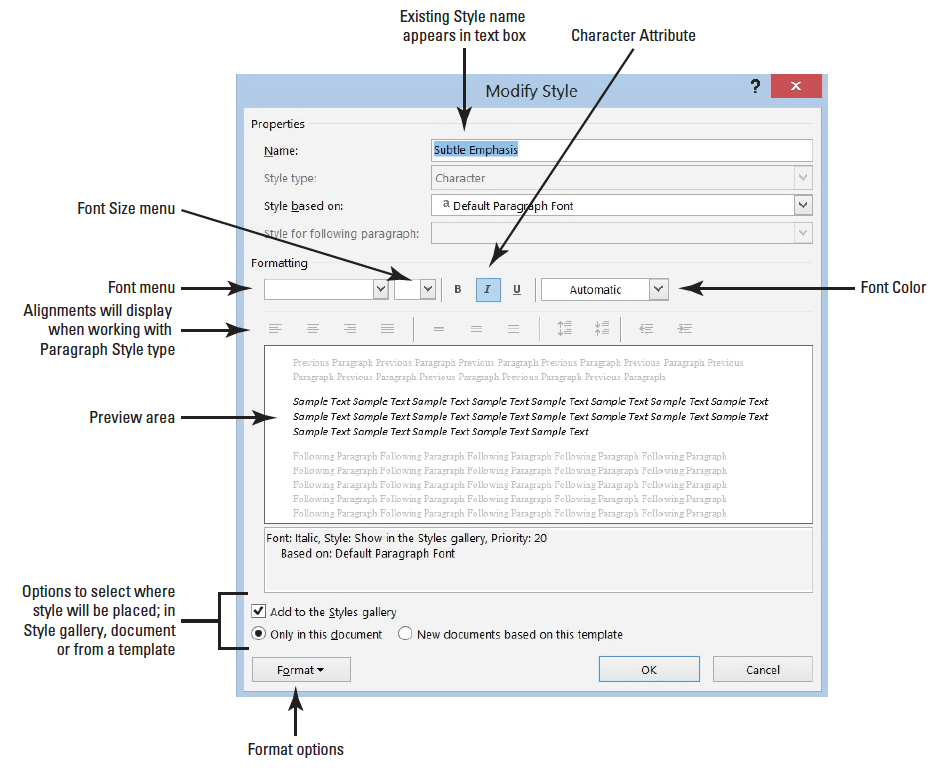 Existing Style name
appears in text box
Character Attribute
Modify Style
?
Properties
Name:
Subtle Emphasis
Style type:
Character
Font Size menu
Style based on:
a Default Paragraph Font
Style for following paragraph:
Formatting
Font menu
B I U
Automatic
Font Color
Alignments will display
when working with
Paragraph Style type
Previous Paragraph Previous Paragraph Previous Paragraph Previous Paragraph Previous Paragraph Previous
Paragraph Previous Paragraph Previous Paragraph Previous Paragraph Previous Paragraph
Preview area
Sample Text Sample Text Sample Text Sample Text Sample Text Sample Text Sample Text Sample Text
Sample Text Sample Text Sample Text Sample Text Sample Text Sample Text Sample Text Sample Text
Sample Text Sample Text Sample Text Sample Text Sample Text
Following Paragraph Following Paragraph Following Paragraph Following Paragraph Following Paragraph
Following Paragraph Following Paragraph Following Paragraph Following Paragraph Following Paragraph
Following Paragraph Following Paragraph Following Paragraph Following Paragraph Following Paragraph
Following Paragraph Following Paragraph Following Paragraph Following Paragraph Following Paragraph
Following Paragraph Following Paragraph Following Paragraph Following Paragraph Following Paragraph
Font: Italic, Style: Show in the Styles gallery, Priority: 20
Based on: Default Paragraph Font
Options to select where
style will be placed; in
Style gallery, document
or from a template
Add to the Styles gallery
Only in this document
New documents based on this template
Format
OK
Cancel
Format options